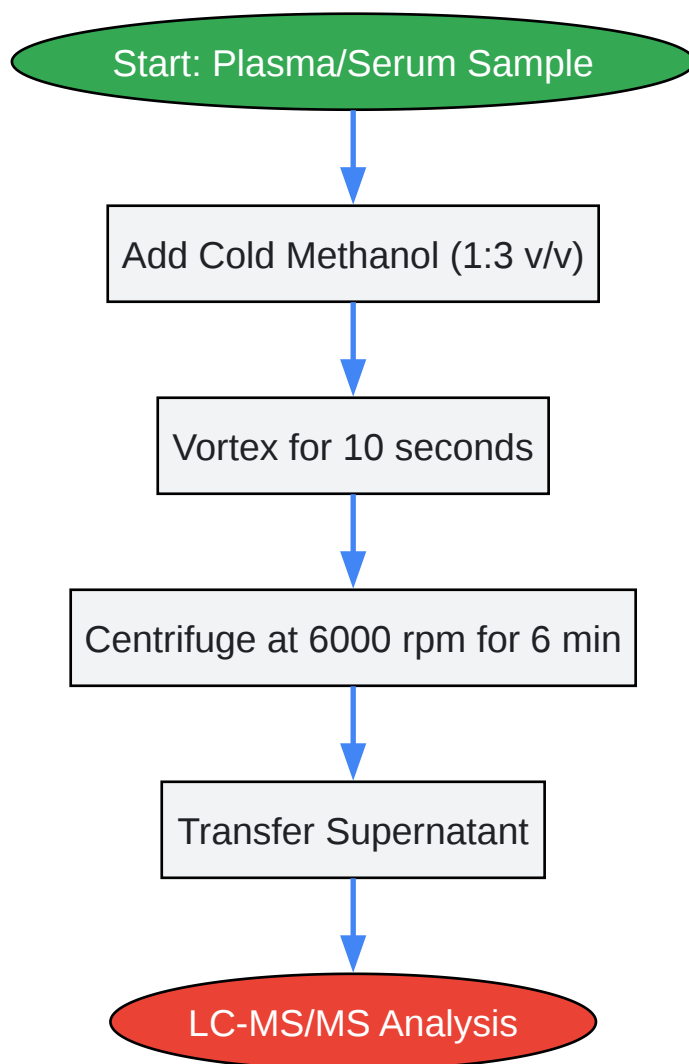 Start: Plasma/Serum Sample
Add Cold Methanol (1:3 v/v)
Vortex for 10 seconds
Centrifuge at 6000 rpm for 6 min
Transfer Supernatant
LC-MS/MS Analysis